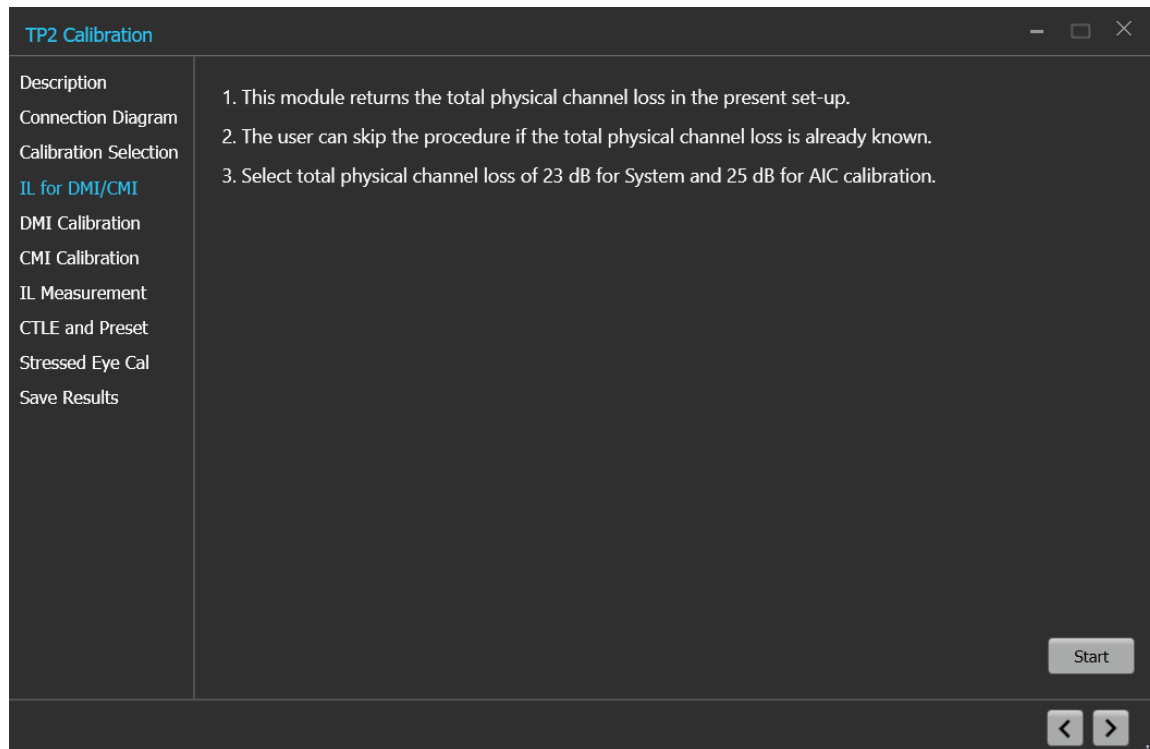 TP2 Calibration
Description
Connection Diagram
Calibration Selection
IL for DMI/CMI
DMI Calibration
CMI Calibration
IL Measurement
CTLE and Preset
Stressed Eye Cal
Save Results
1. This module returns the total physical channel loss in the present set-up.
2. The user can skip the procedure if the total physical channel loss is already known.
3. Select total physical channel loss of 23 dB for System and 25 dB for AIC calibration.
Start